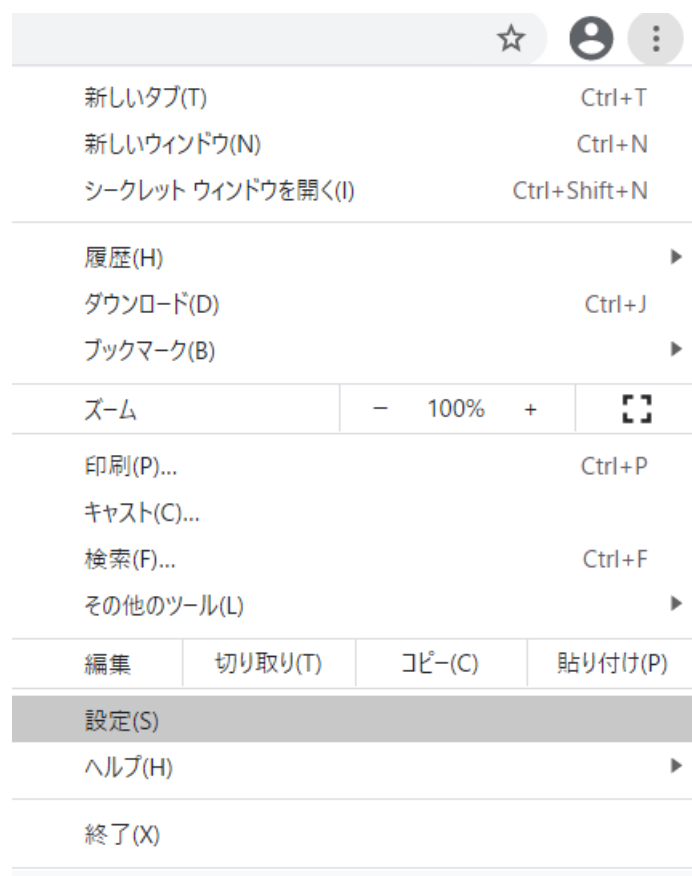 新しいタブ(T) Ctrl+T
新しいウィンドウ(N) Ctrl+N
シークレット ウィンドウを開く(I) Ctrl+Shift+N
履歴(H)
ダウンロード(D) Ctrl+J
ブックマーク(B)
ズーム − 100% +
印刷(P)... Ctrl+P
キャスト(C)...
検索(F)... Ctrl+F
その他のツール(L)
編集 切り取り(T) コピー(C) 貼り付け(P)
設定(S)
ヘルプ(H)
終了(X)